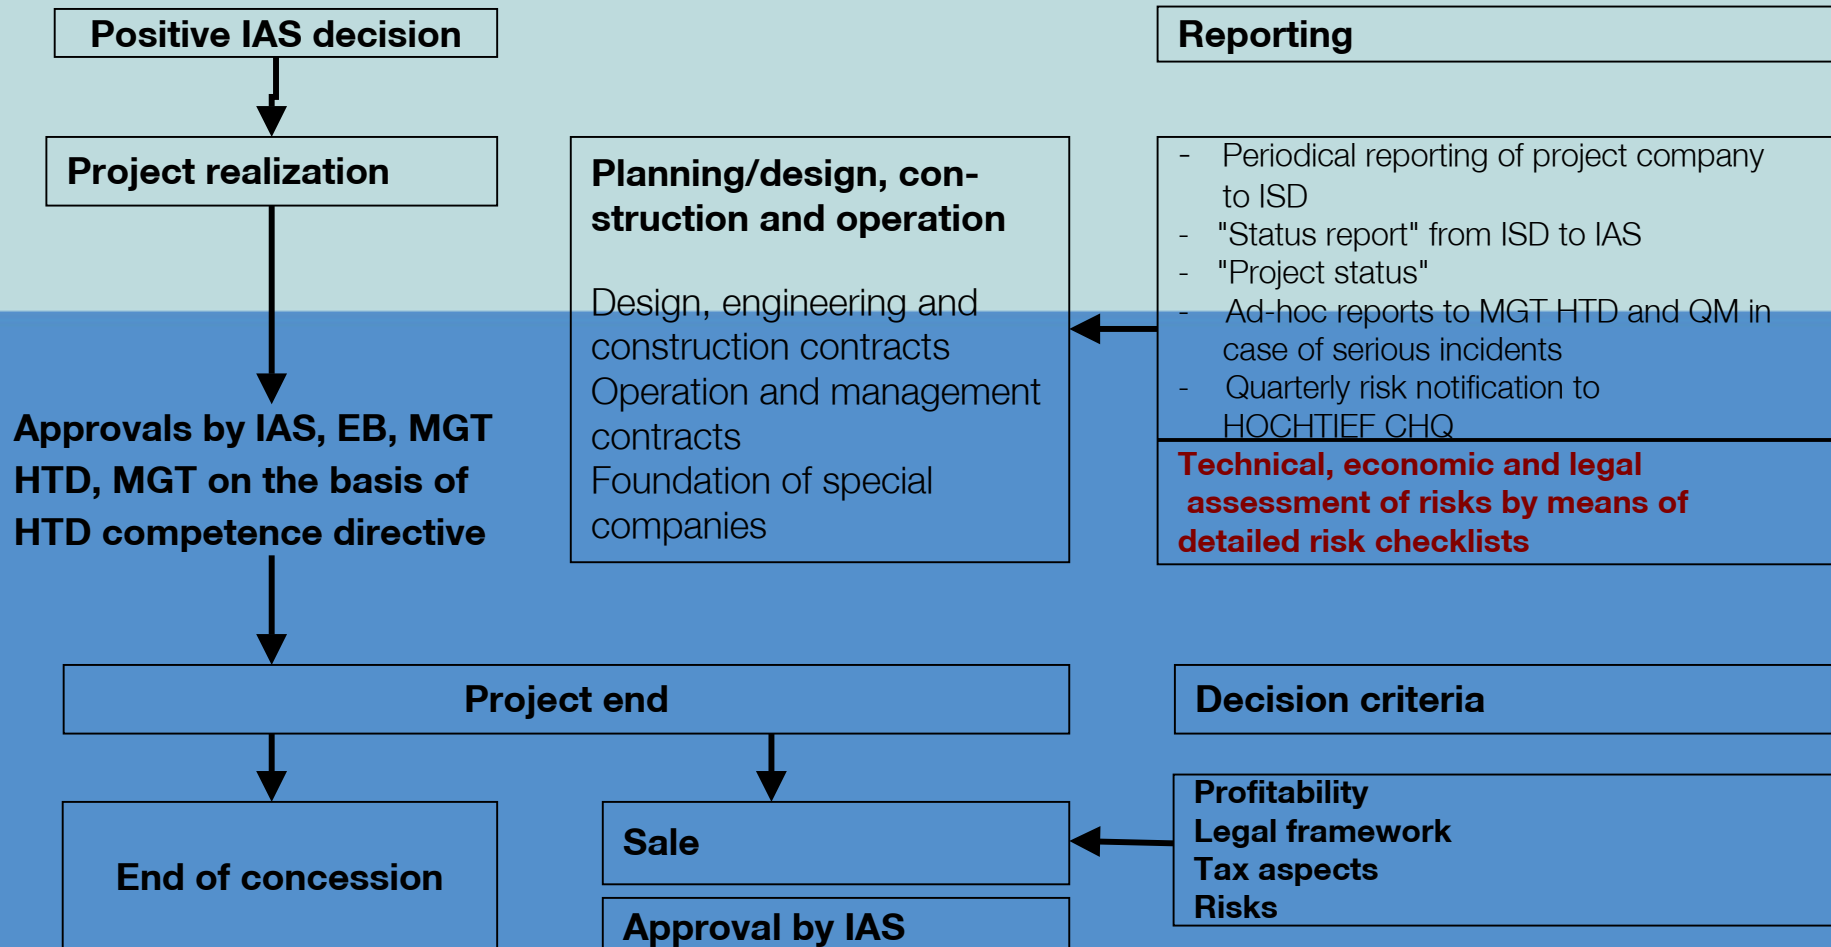 Positive IAS decision
Reporting
Project realization
Planning/design, con-
struction and operation
Design, engineering and
construction contracts
Operation and management
contracts
Foundation of special
companies
- Periodical reporting of project company
to ISD
- "Status report" from ISD to IAS
- "Project status"
- Ad-hoc reports to MGT HTD and QM in
case of serious incidents
- Quarterly risk notification to
HOCHTIEF CHQ
Technical, economic and legal
assessment of risks by means of
detailed risk checklists
Approvals by IAS, EB, MGT
HTD, MGT on the basis of
HTD competence directive
Project end
Decision criteria
End of concession
Sale
Approval by IAS
Profitability
Legal framework
Tax aspects
Risks